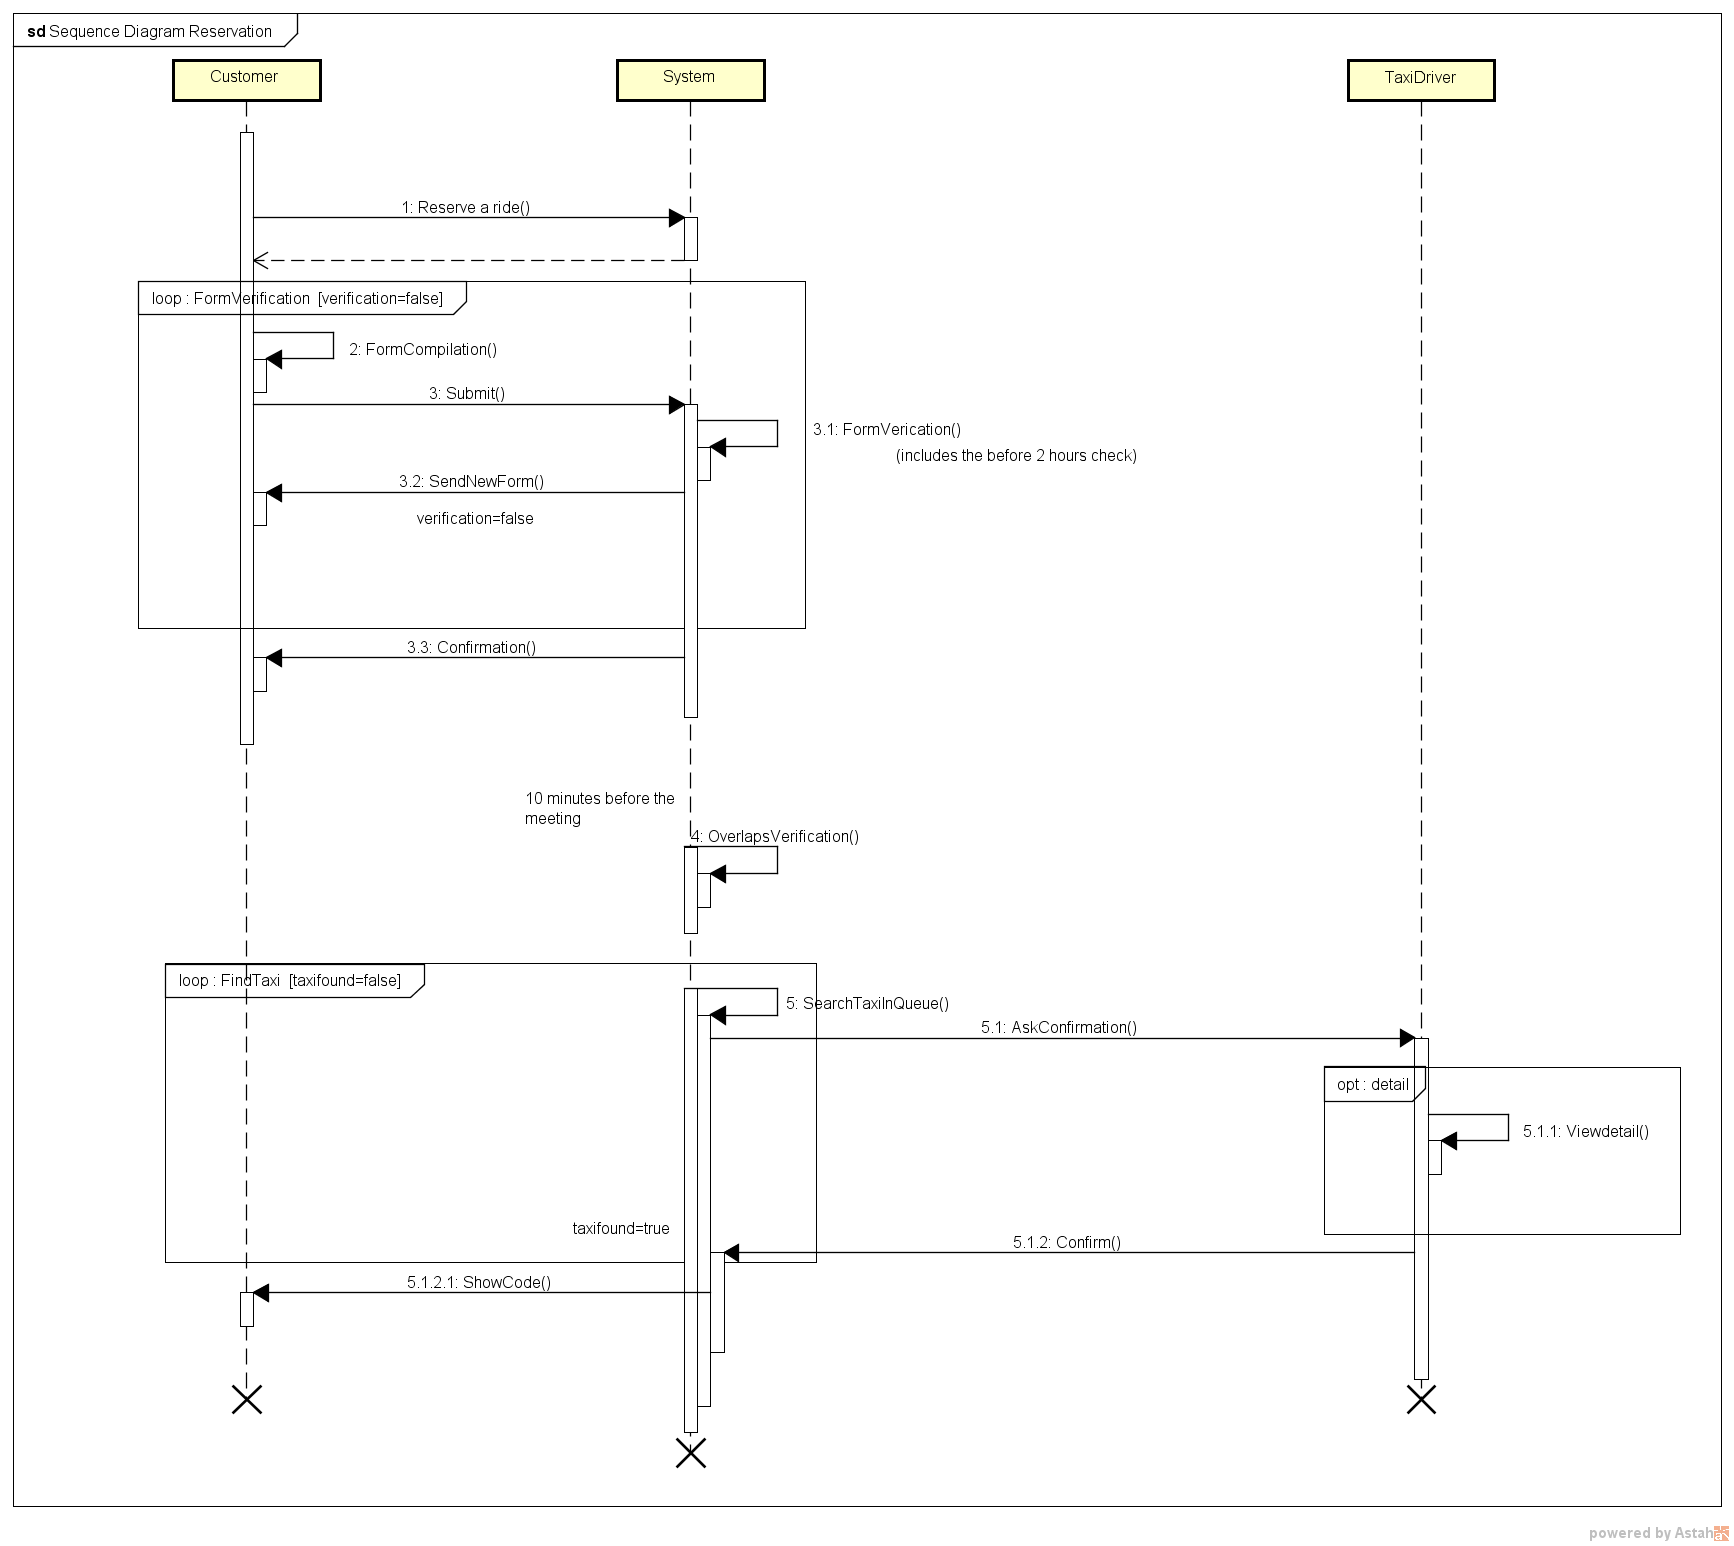 sd Sequence Diagram Reservation
Customer
System
TaxiDriver
1: Reserve a ride()
loop : FormVerification [verification=false]
2: FormCompilation()
3: Submit()
3.1: FormVerication()
(includes the before 2 hours check)
3.2: SendNewForm()
verification=false
3.3: Confirmation()
10 minutes before the
meeting
4: OverlapsVerification()
loop : FindTaxi [taxifound=false]
5: SearchTaxiInQueue()
5.1: AskConfirmation()
opt : detail
5.1.1: Viewdetail()
taxifound=true
5.1.2: Confirm()
5.1.2.1: ShowCode()
powered by Astah